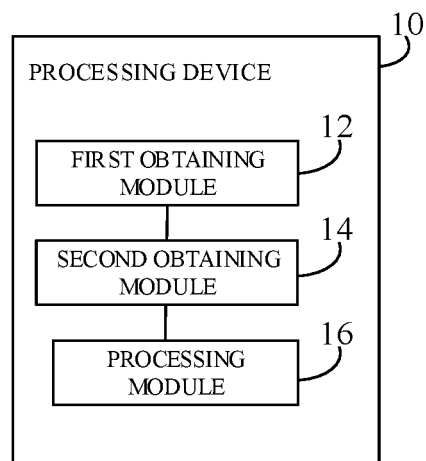 10
PROCESSING DEVICE
12
FIRST OBTAINING
MODULE
14
SECOND OBTAINING
MODULE
16
PROCESSING
MODULE